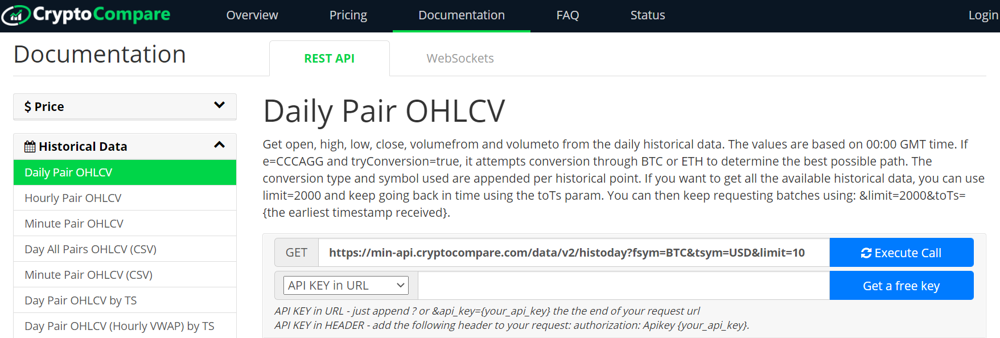 CryptoCompare
Overview
Pricing
Documentation
FAQ
Status
Login
Documentation
REST API
WebSockets
$ Price
Historical Data
Daily Pair OHLCV
Hourly Pair OHLCV
Minute Pair OHLCV
Day All Pairs OHLCV (CSV)
Minute Pair OHLCV (CSV)
Day Pair OHLCV by TS
Day Pair OHLCV (Hourly VWAP) by TS
Daily Pair OHLCV
Get open, high, low, close, volumefrom and volumeto from the daily historical data. The values are based on 00:00 GMT time. If
e=CCCAGG and tryConversion=true, it attempts conversion through BTC or ETH to determine the best possible path. The
conversion type and symbol used are appended per historical point. If you want to get all the available historical data, you can use
limit=2000 and keep going back in time using the toTs param. You can then keep requesting batches using: &limit=2000&toTs=
{the earliest timestamp received}.
GET
https://min-api.cryptocompare.com/data/v2/histoday?fsym=BTC&tsym=USD&limit=10
Execute Call
API KEY in URL
Get a free key
API KEY in URL - just append ? or &api_key={your_api_key} the the end of your request url
API KEY in HEADER - add the following header to your request: authorization: Apikey {your_api_key}.